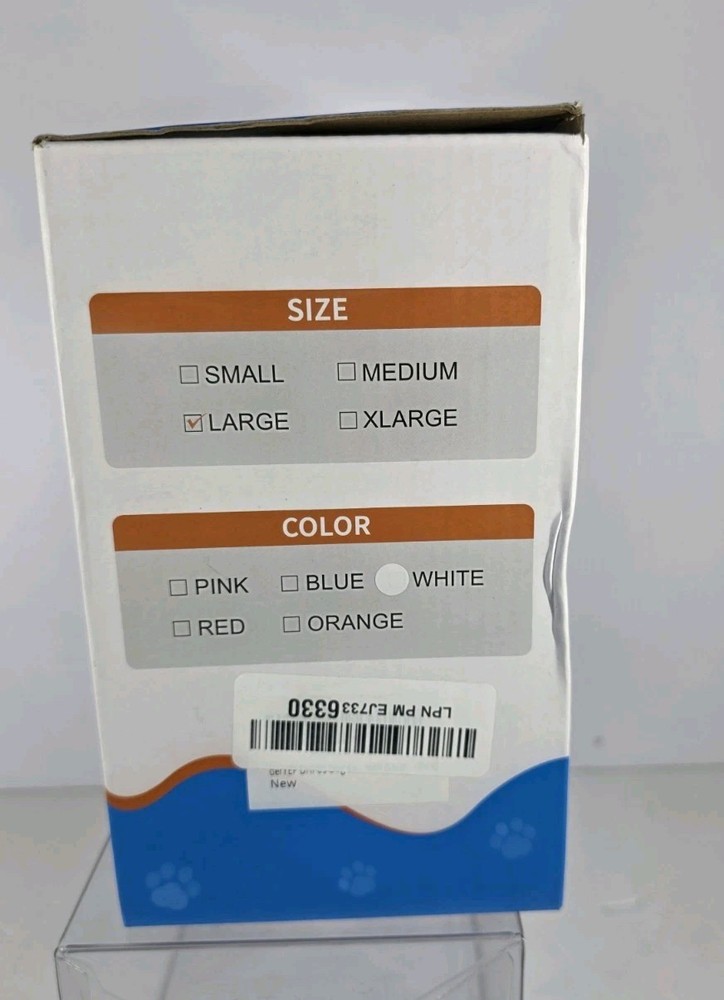 SIZE
SMALL MEDIUM
LARGE XLARGE
COLOR
PINK BLUE WHITE
RED ORANGE
LPN PM EJ7336330
New